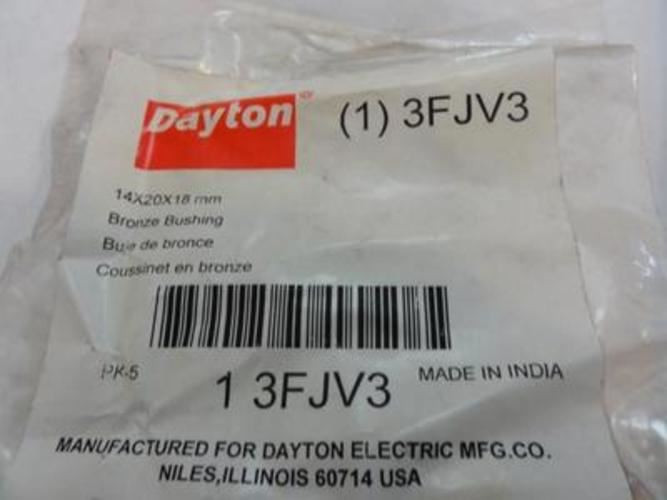 Dayton® (1) 3FJV3
14X20X18 mm
Bronze Bushing
Buje de bronce
Coussinet en bronze
PK-5 1 3FJV3 MADE IN INDIA
MANUFACTURED FOR DAYTON ELECTRIC MFG.CO.
NILES,ILLINOIS 60714 USA